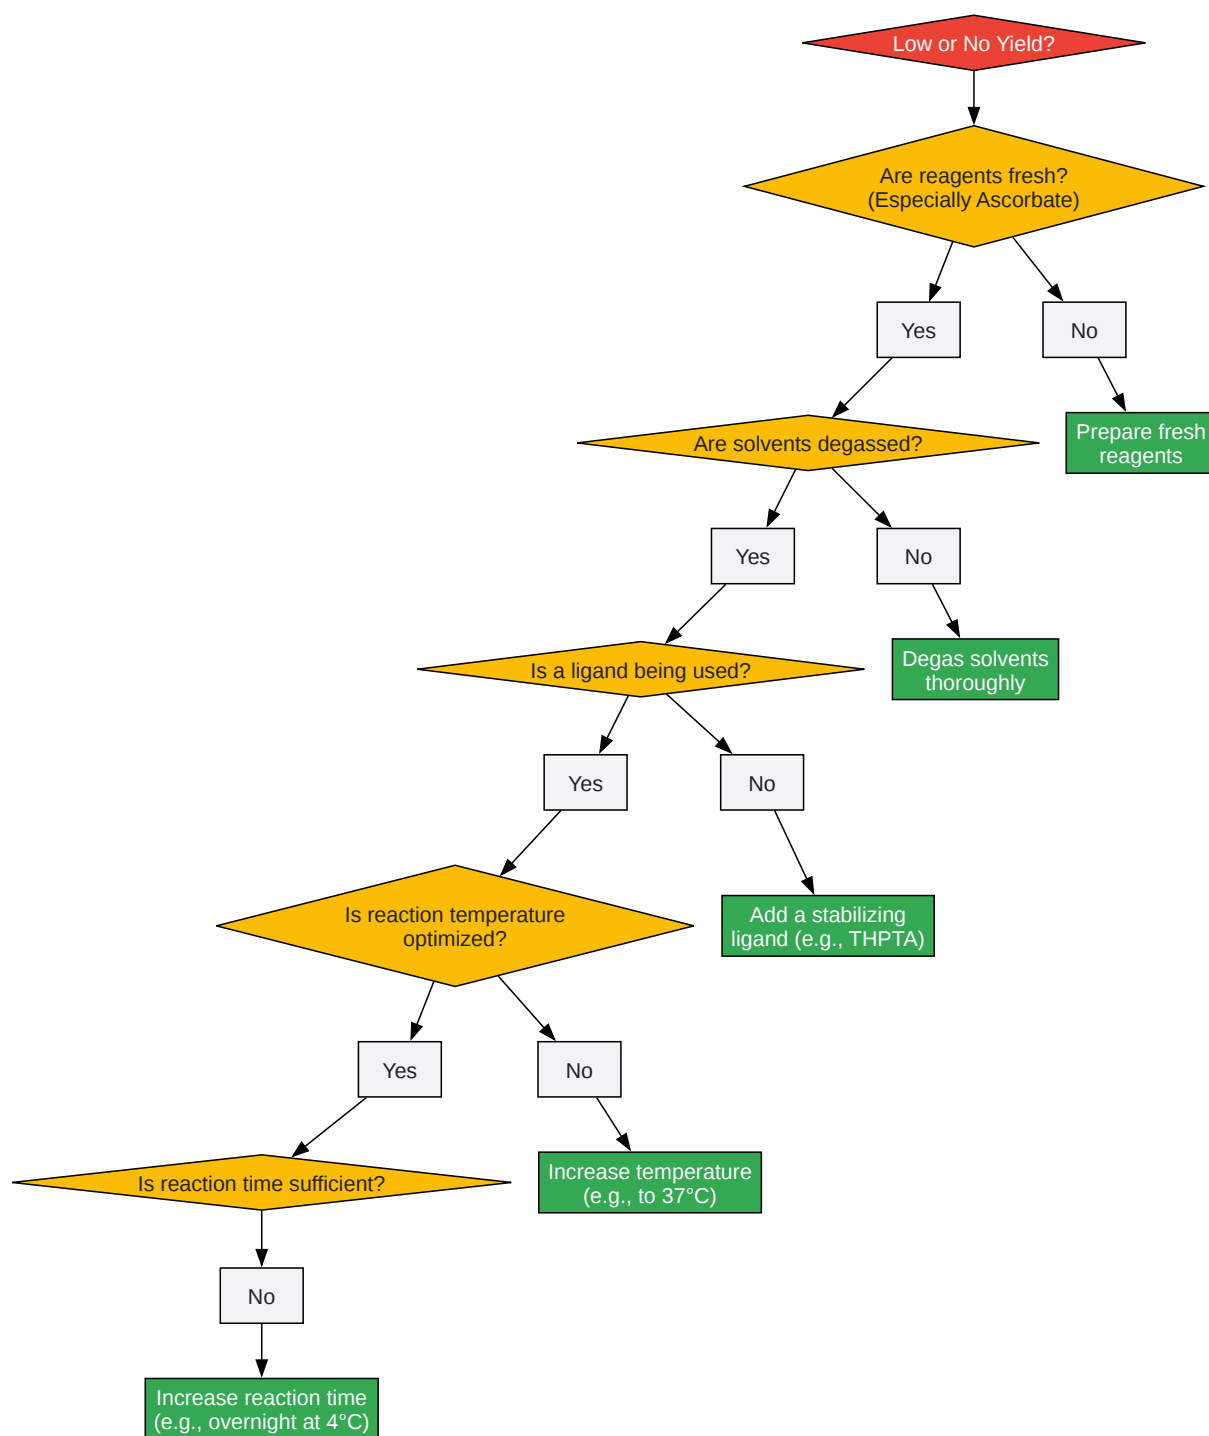 Low or No Yield?
Are reagents fresh?
(Especially Ascorbate)
Yes
No
Prepare fresh
reagents
Are solvents degassed?
Yes
No
Degas solvents
thoroughly
Is a ligand being used?
Yes
No
Add a stabilizing
ligand (e.g., THPTA)
Is reaction temperature
optimized?
Yes
No
Increase temperature
(e.g., to 37°C)
Is reaction time sufficient?
No
Increase reaction time
(e.g., overnight at 4°C)